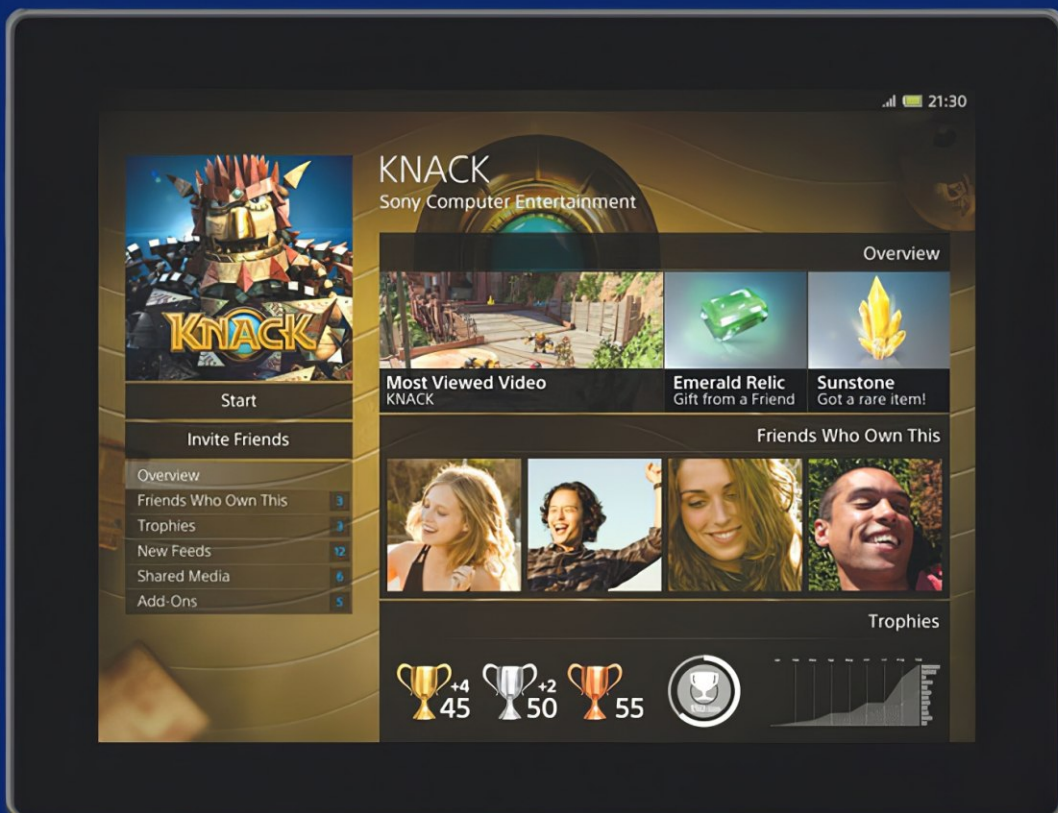 21:30
KNACK
Sony Computer Entertainment
KNACK
Start
Invite Friends
Overview
Friends Who Own This 3
Trophies 3
New Feeds 12
Shared Media 6
Add-Ons 5
Overview
Most Viewed Video
KNACK
Emerald Relic
Gift from a Friend
Sunstone
Got a rare item!
Friends Who Own This
Trophies
+4
45
+2
50
55